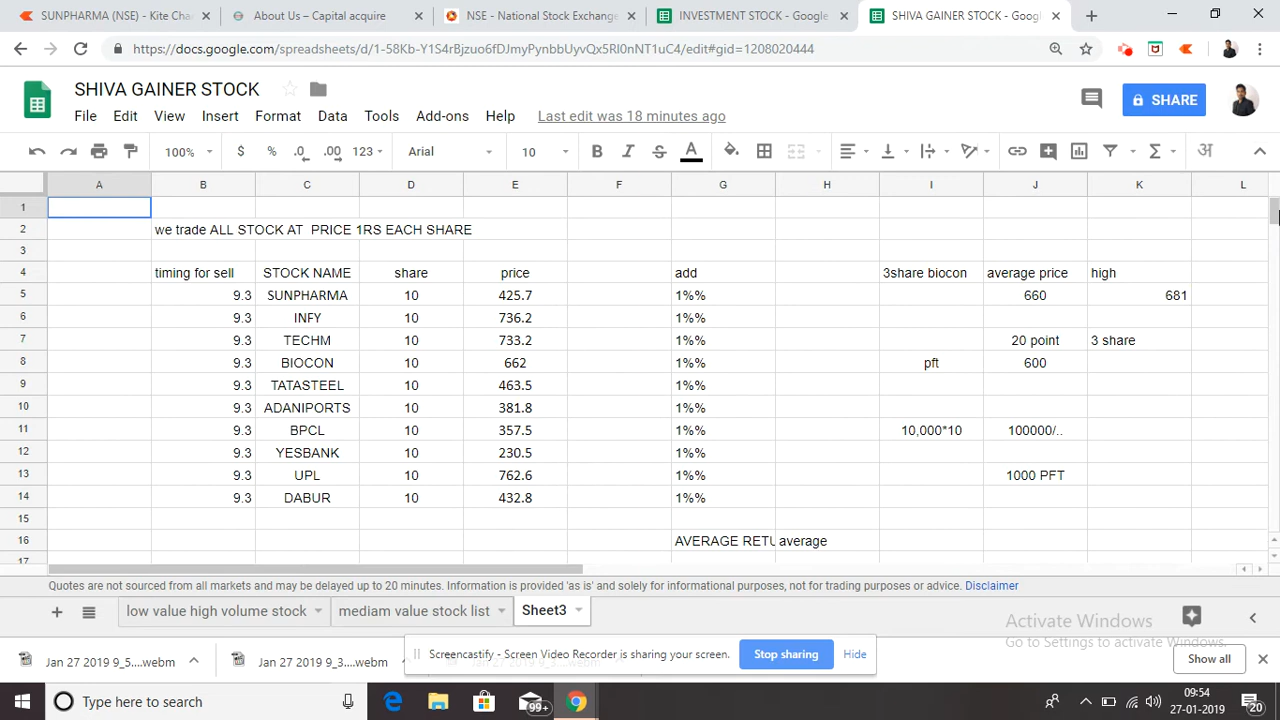 SUNPHARMA (NSE) - Kite Cha
About Us – Capital acquire
NSE - National Stock Exchange
INVESTMENT STOCK - Google
SHIVA GAINER STOCK - Goog
https://docs.google.com/spreadsheets/d/1-58Kb-Y1S4rBjzuo6fDJmyPynbbUyvQx5Rl0nNT1uC4/edit#gid=1208020444
SHIVA GAINER STOCK
File Edit View Insert Format Data Tools Add-ons Help Last edit was 18 minutes ago
SHARE
100% $ % .0 .00 123 Arial 10 B I S A Σ अ
A B C D E F G H I J K L
1
2 we trade ALL STOCK AT PRICE 1RS EACH SHARE
3
4 timing for sell STOCK NAME share price add 3share biocon average price high
5 9.3 SUNPHARMA 10 425.7 1%% 660 681
6 9.3 INFY 10 736.2 1%%
7 9.3 TECHM 10 733.2 1%% 20 point 3 share
8 9.3 BIOCON 10 662 1%% pft 600
9 9.3 TATASTEEL 10 463.5 1%%
10 9.3 ADANIPORTS 10 381.8 1%%
11 9.3 BPCL 10 357.5 1%% 10,000*10 100000/..
12 9.3 YESBANK 10 230.5 1%%
13 9.3 UPL 10 762.6 1%% 1000 PFT
14 9.3 DABUR 10 432.8 1%%
15
16 AVERAGE RETU average
17
Quotes are not sourced from all markets and may be delayed up to 20 minutes. Information is provided 'as is' and solely for informational purposes, not for trading purposes or advice. Disclaimer
low value high volume stock mediam value stock list Sheet3
Activate Windows
Go to Settings to activate Windows.
Jan 27 2019 9_5....webm
Jan 27 2019 9_3....webm
Screencastify - Screen Video Recorder is sharing your screen. Stop sharing Hide
Show all
Type here to search
99+
09:54
27-01-2019
20